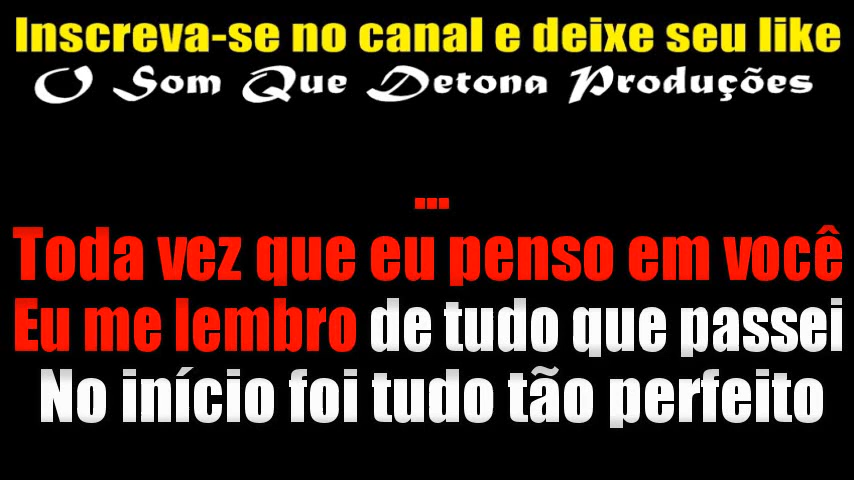 Inscreva-se no canal e deixe seu like
O Som Que Detona Produções
...
Toda vez que eu penso em você
Eu me lembro de tudo que passei
No início foi tudo tão perfeito